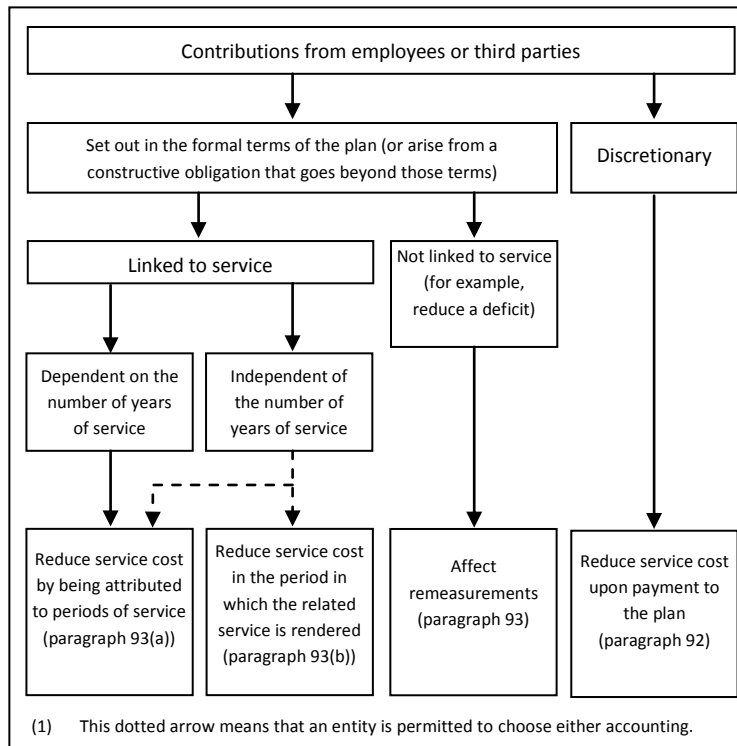 Contributions from employees or third parties
Set out in the formal terms of the plan (or arise from a
constructive obligation that goes beyond those terms)
Discretionary
Linked to service
Not linked to service
(for example,
reduce a deficit)
Dependent on the
number of years
of service
Independent of
the number of
years of service
Reduce service cost
by being attributed
to periods of service
(paragraph 93(a))
Reduce service cost
in the period in
which the related
service is rendered
(paragraph 93(b))
Affect
remeasurements
(paragraph 93)
Reduce service cost
upon payment to
the plan
(paragraph 92)
(1) This dotted arrow means that an entity is permitted to choose either accounting.